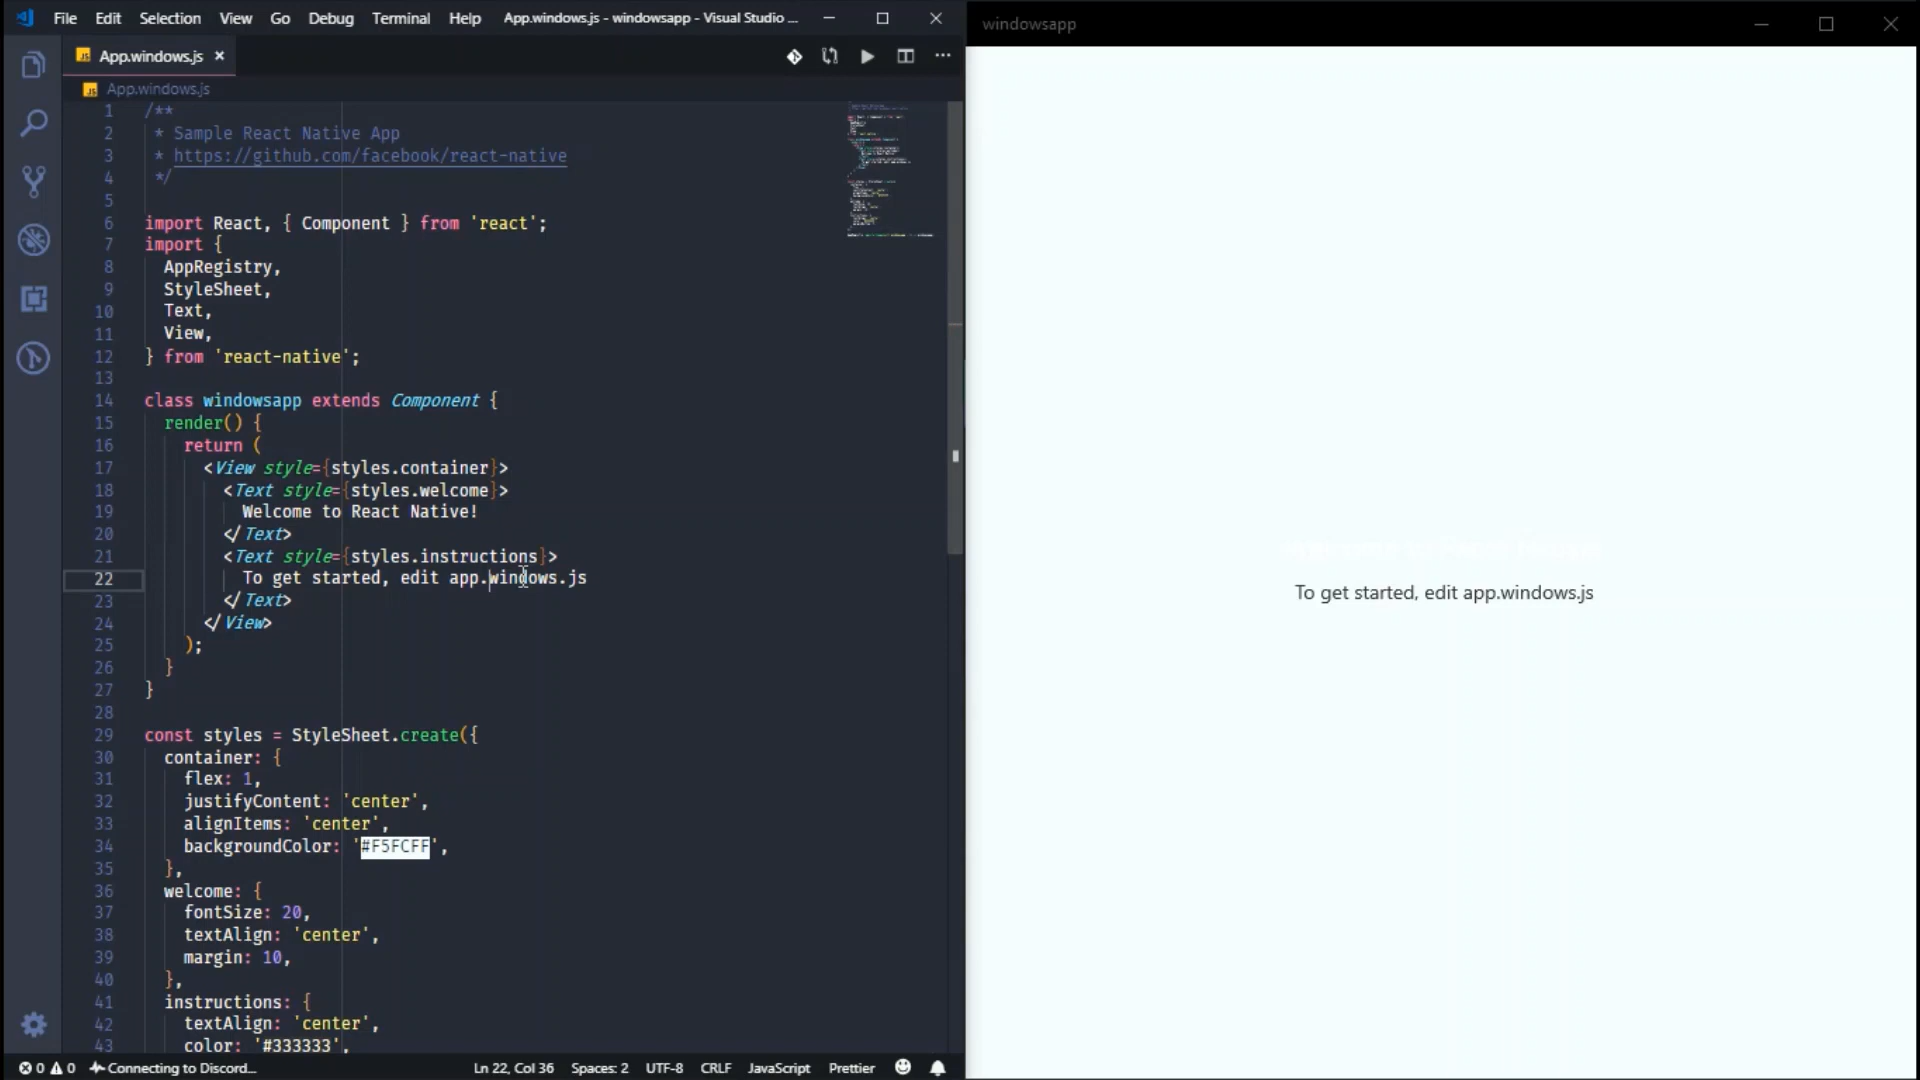 File Edit Selection View Go Debug Terminal Help App.windows.js - windowsapp - Visual Studio ...
App.windows.js
App.windows.js
1 /**
2 * Sample React Native App
3 * https://github.com/facebook/react-native
4 */
5
6 import React, { Component } from 'react';
7 import {
8 AppRegistry,
9 StyleSheet,
10 Text,
11 View,
12 } from 'react-native';
13
14 class windowsapp extends Component {
15 render() {
16 return (
17 <View style={styles.container}>
18 <Text style={styles.welcome}>
19 Welcome to React Native!
20 </Text>
21 <Text style={styles.instructions}>
22 To get started, edit app.windows.js
23 </Text>
24 </View>
25 );
26 }
27 }
28
29 const styles = StyleSheet.create({
30 container: {
31 flex: 1,
32 justifyContent: 'center',
33 alignItems: 'center',
34 backgroundColor: '#F5FCFF',
35 },
36 welcome: {
37 fontSize: 20,
38 textAlign: 'center',
39 margin: 10,
40 },
41 instructions: {
42 textAlign: 'center',
43 color: '#333333',
0 0 Connecting to Discord... Ln 22, Col 36 Spaces: 2 UTF-8 CRLF JavaScript Prettier
windowsapp
To get started, edit app.windows.js